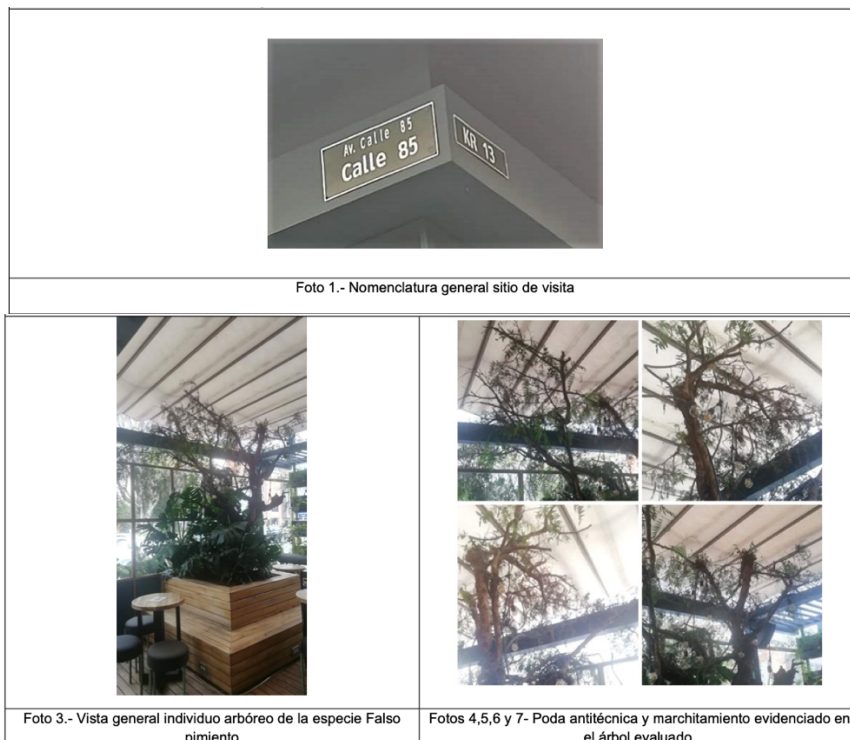 Av. Calle 85
Calle 85
KR 13
Foto 1.- Nomenclatura general sitio de visita
Foto 3.- Vista general individuo arbóreo de la especie Falso
pimiento
Fotos 4,5,6 y 7- Poda antitécnica y marchitamiento evidenciado en
el árbol evaluado